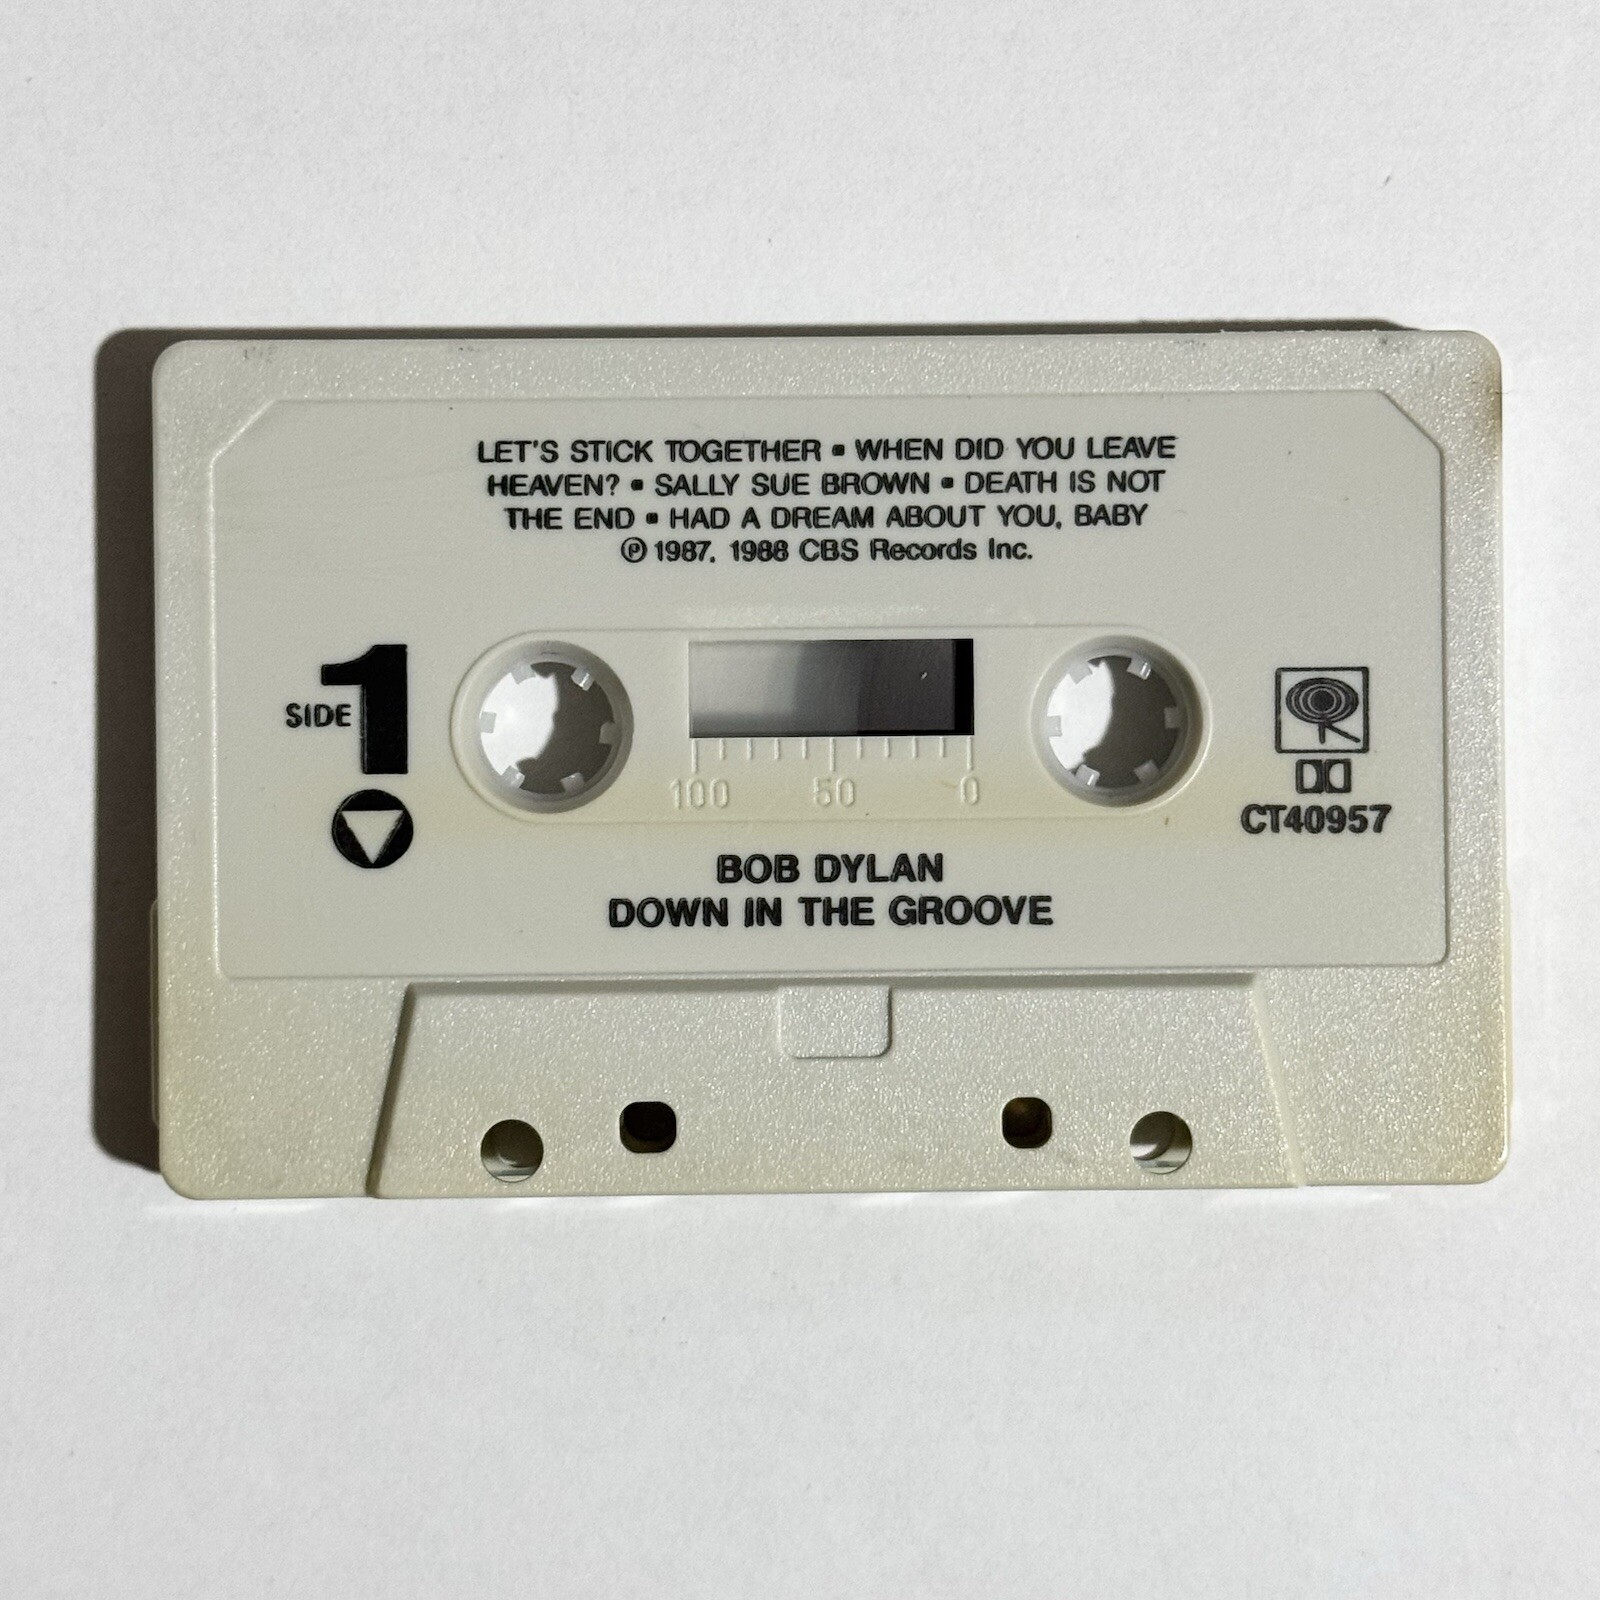 LET'S STICK TOGETHER ▪ WHEN DID YOU LEAVE
HEAVEN? ▪ SALLY SUE BROWN ▪ DEATH IS NOT
THE END ▪ HAD A DREAM ABOUT YOU, BABY
℗ 1987, 1988 CBS Records Inc.
SIDE 1
100 50 0
CT40957
BOB DYLAN
DOWN IN THE GROOVE